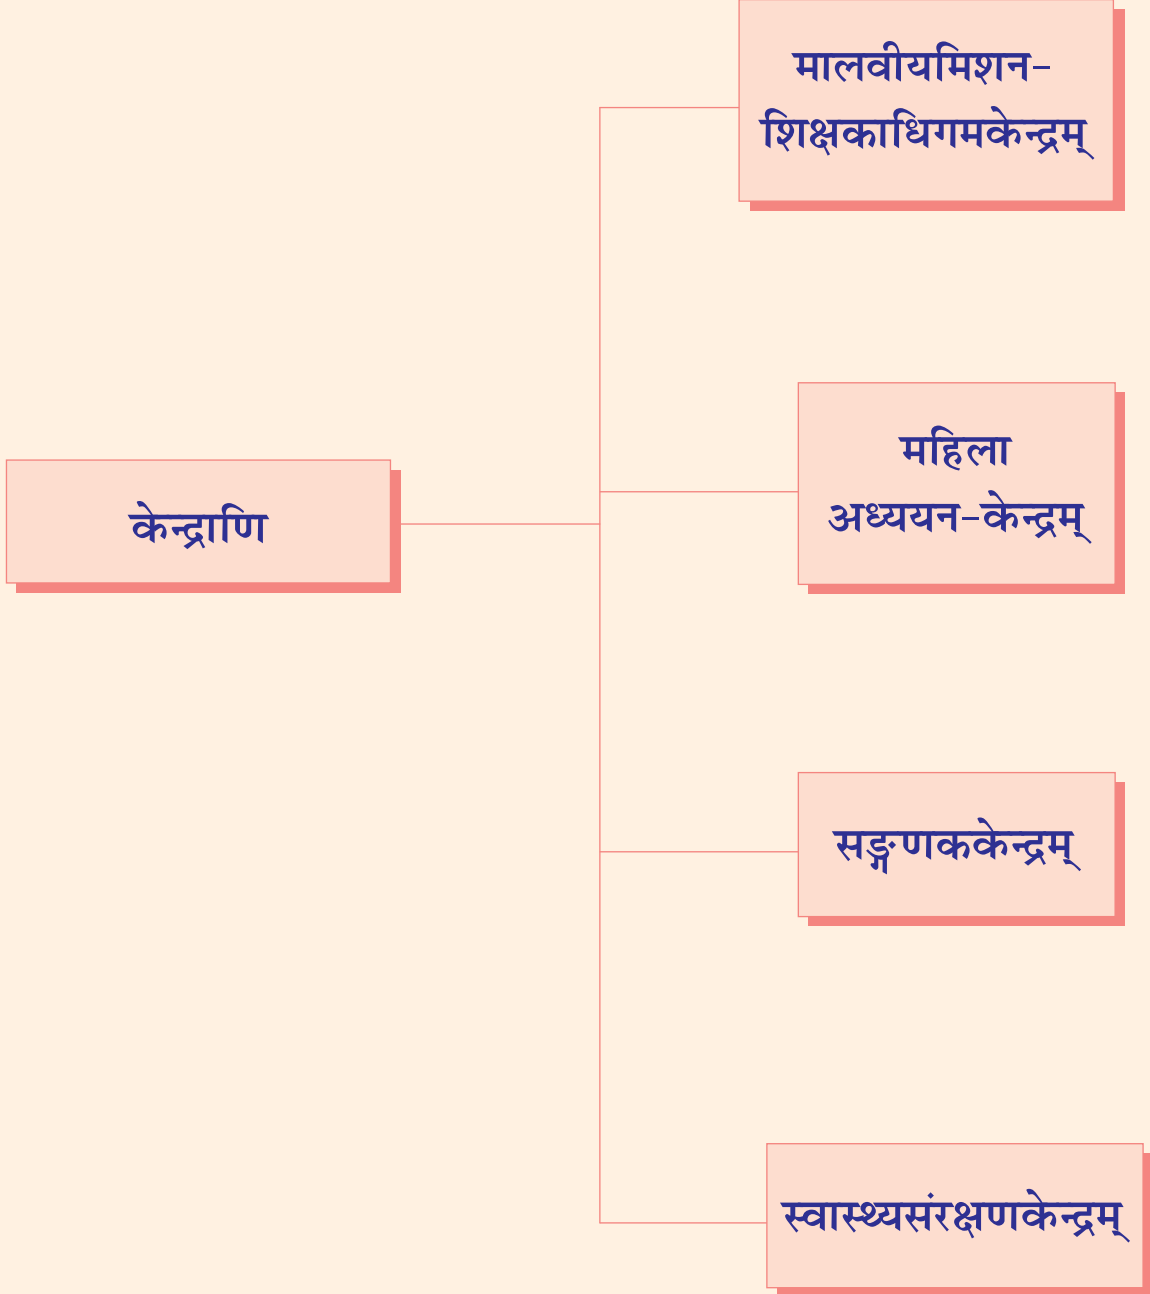 मालवीयमिशन-
शिक्षकाधिगमकेन्द्रम्
महिला
अध्ययन-केन्द्रम्
केन्द्राणि
सङ्गणककेन्द्रम्
स्वास्थ्यसंरक्षणकेन्द्रम्